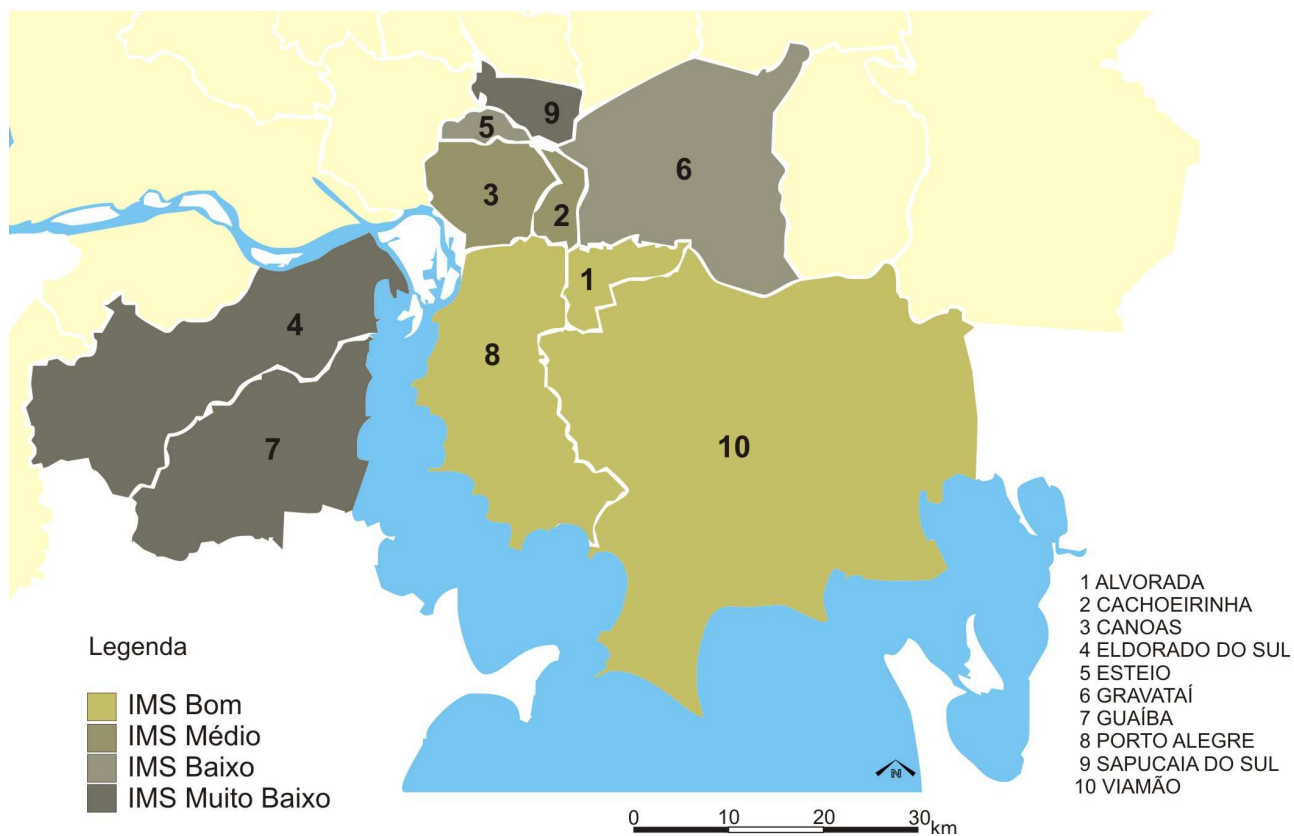 9
5
6
3
2
1
4
8
7
10
1 ALVORADA
2 CACHOEIRINHA
3 CANOAS
4 ELDORADO DO SUL
5 ESTEIO
6 GRAVATAÍ
7 GUAÍBA
8 PORTO ALEGRE
9 SAPUCAIA DO SUL
10 VIAMÃO
Legenda
IMS Bom
IMS Médio
IMS Baixo
IMS Muito Baixo
N
0 10 20 30 km